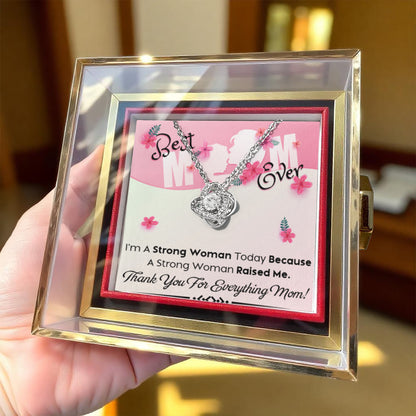 Best
MOM
Ever
I'm A Strong Woman Today Because
A Strong Woman Raised Me.
Thank You For Everything Mom!